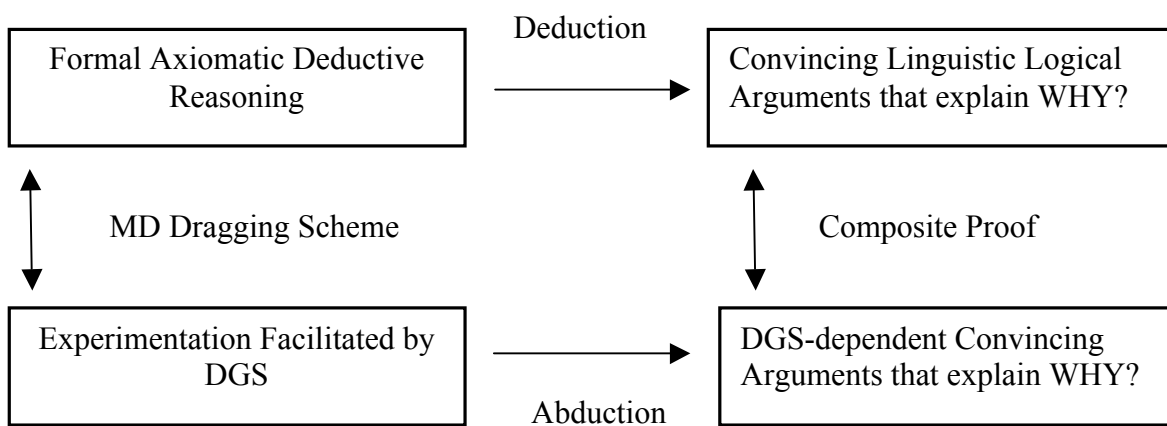 Deduction
Formal Axiomatic Deductive
Reasoning
Convincing Linguistic Logical
Arguments that explain WHY?
MD Dragging Scheme
Composite Proof
Experimentation Facilitated by
DGS
DGS-dependent Convincing
Arguments that explain WHY?
Abduction